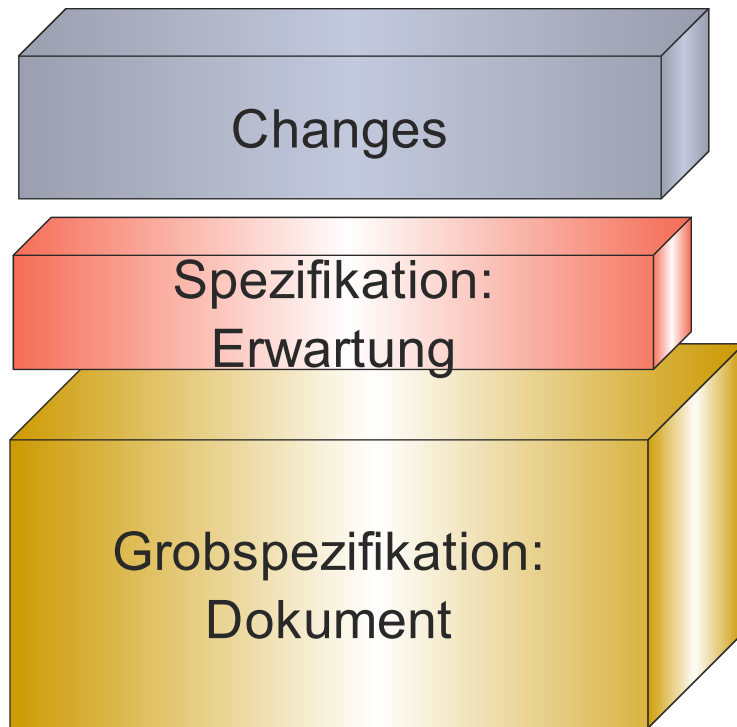 Changes
Spezifikation:
Erwartung
Grobspezifikation:
Dokument